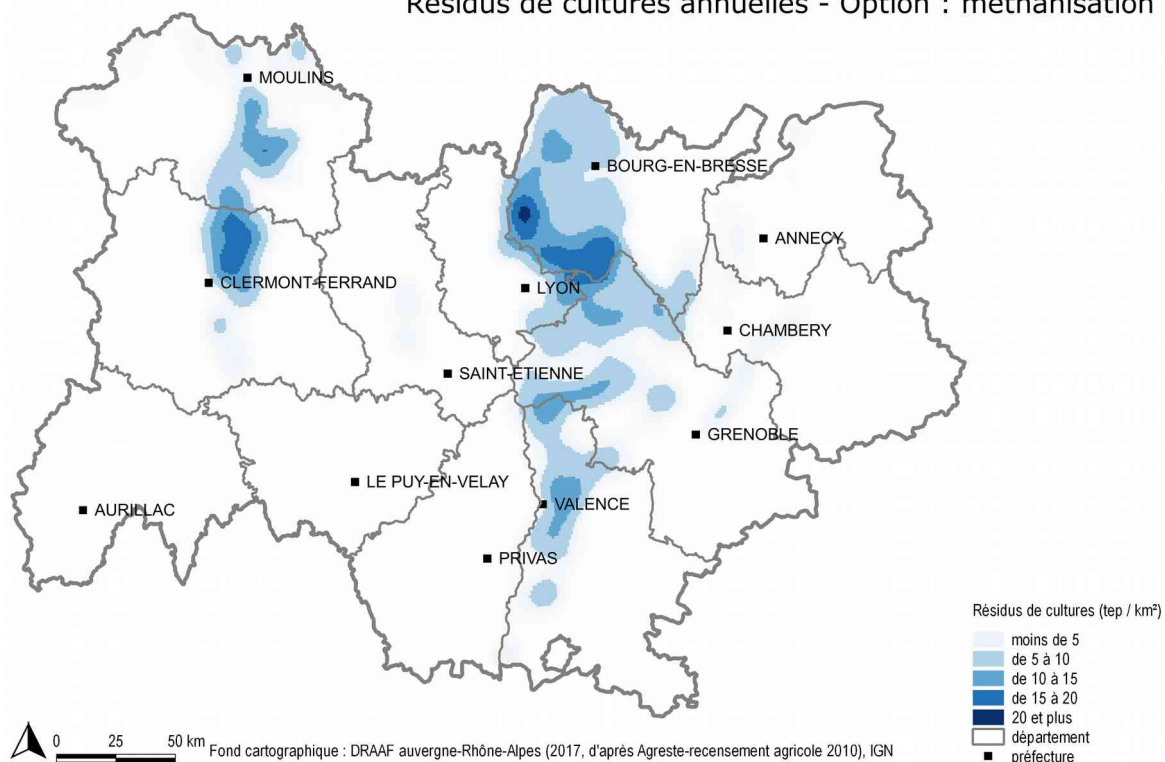 Résidus de cultures annuelles - Option : méthanisation
MOULINS
BOURG-EN-BRESSE
ANNECY
CLERMONT-FERRAND
LYON
CHAMBERY
SAINT-ETIENNE
GRENOBLE
LE PUY-EN-VELAY
VALENCE
AURILLAC
PRIVAS
Résidus de cultures (tep / km²)
moins de 5
de 5 à 10
de 10 à 15
de 15 à 20
20 et plus
département
préfecture
0 25 50 km
Fond cartographique : DRAAF auvergne-Rhône-Alpes (2017, d'après Agreste-recensement agricole 2010), IGN